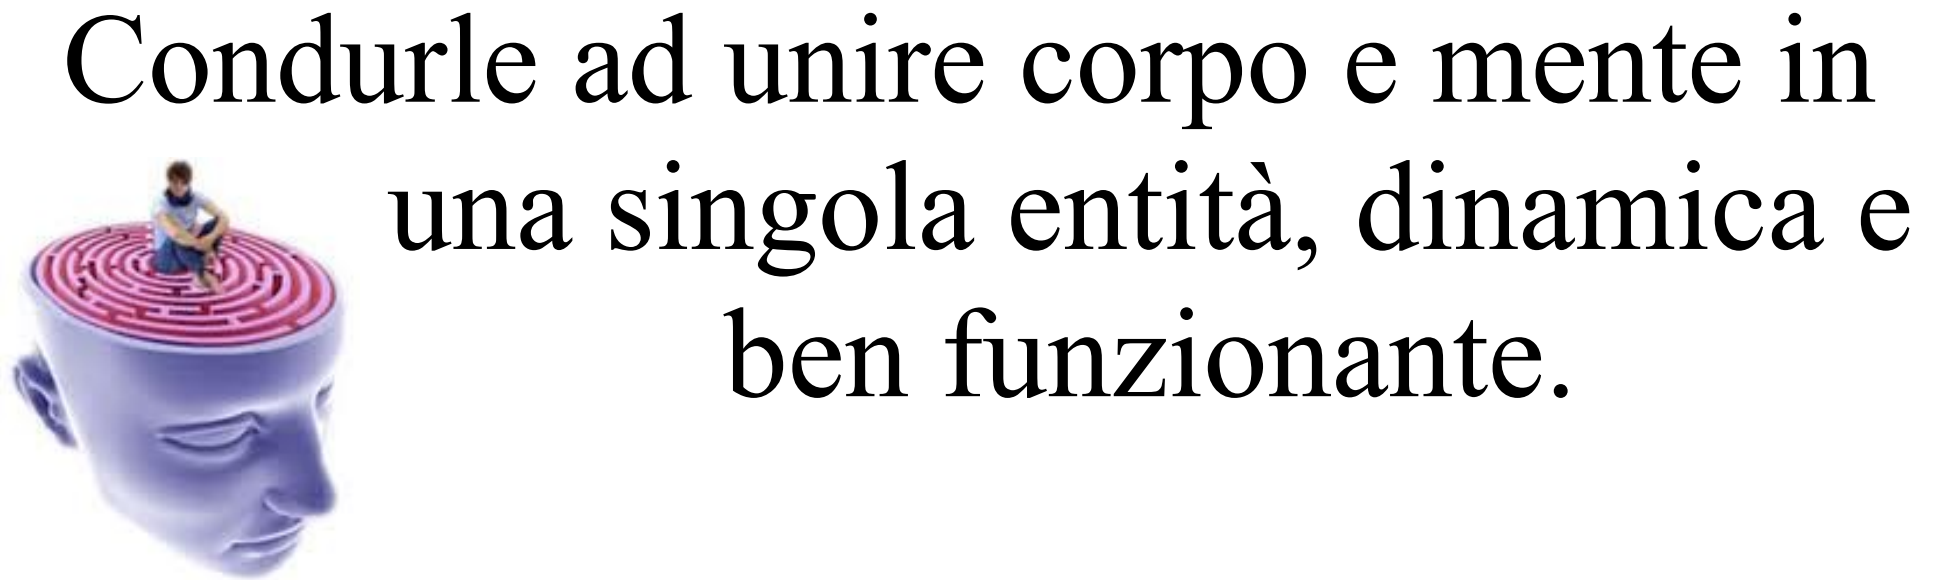 Condurle ad unire corpo e mente in
una singola entità, dinamica e
ben funzionante.